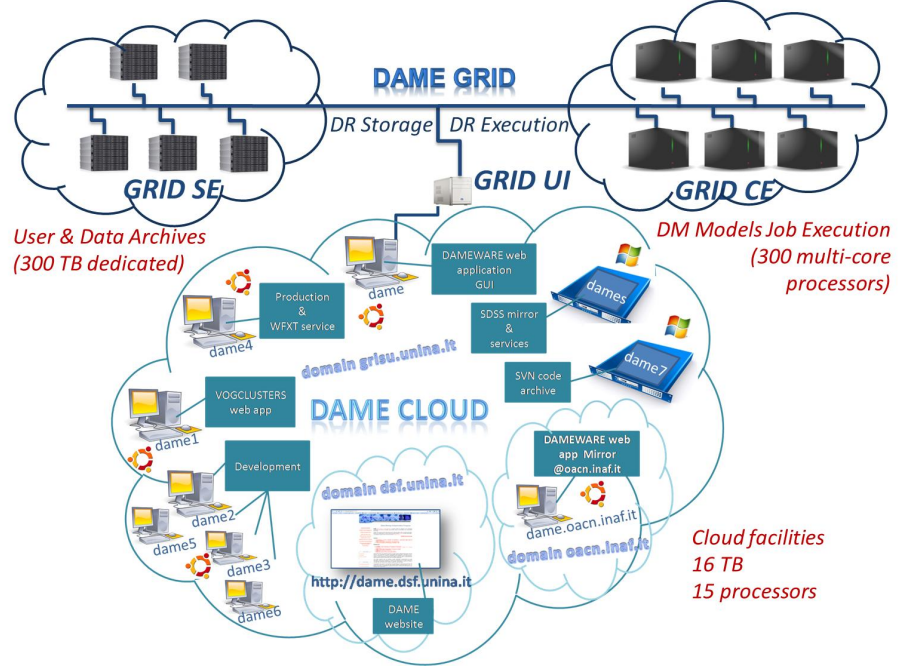 DAME GRID
DR Storage
DR Execution
GRID SE
GRID UI
GRID CE
User & Data Archives
(300 TB dedicated)
DM Models Job Execution
(300 multi-core
processors)
DAMEWARE web
application
GUI
dame
Production
&
WFXT service
dame4
dames
SDSS mirror
&
services
domain grisu.unina.it
dame7
SVN code
archive
VOGCLUSTERS
web app
dame1
DAME CLOUD
DAMEWARE web
app Mirror
@oacn.inaf.it
Development
domain dsf.unina.it
dame2
dame5
dame3
dame6
dame.oacn.inaf.it
domain oacn.inaf.it
http://dame.dsf.unina.it
DAME
website
Cloud facilities
16 TB
15 processors